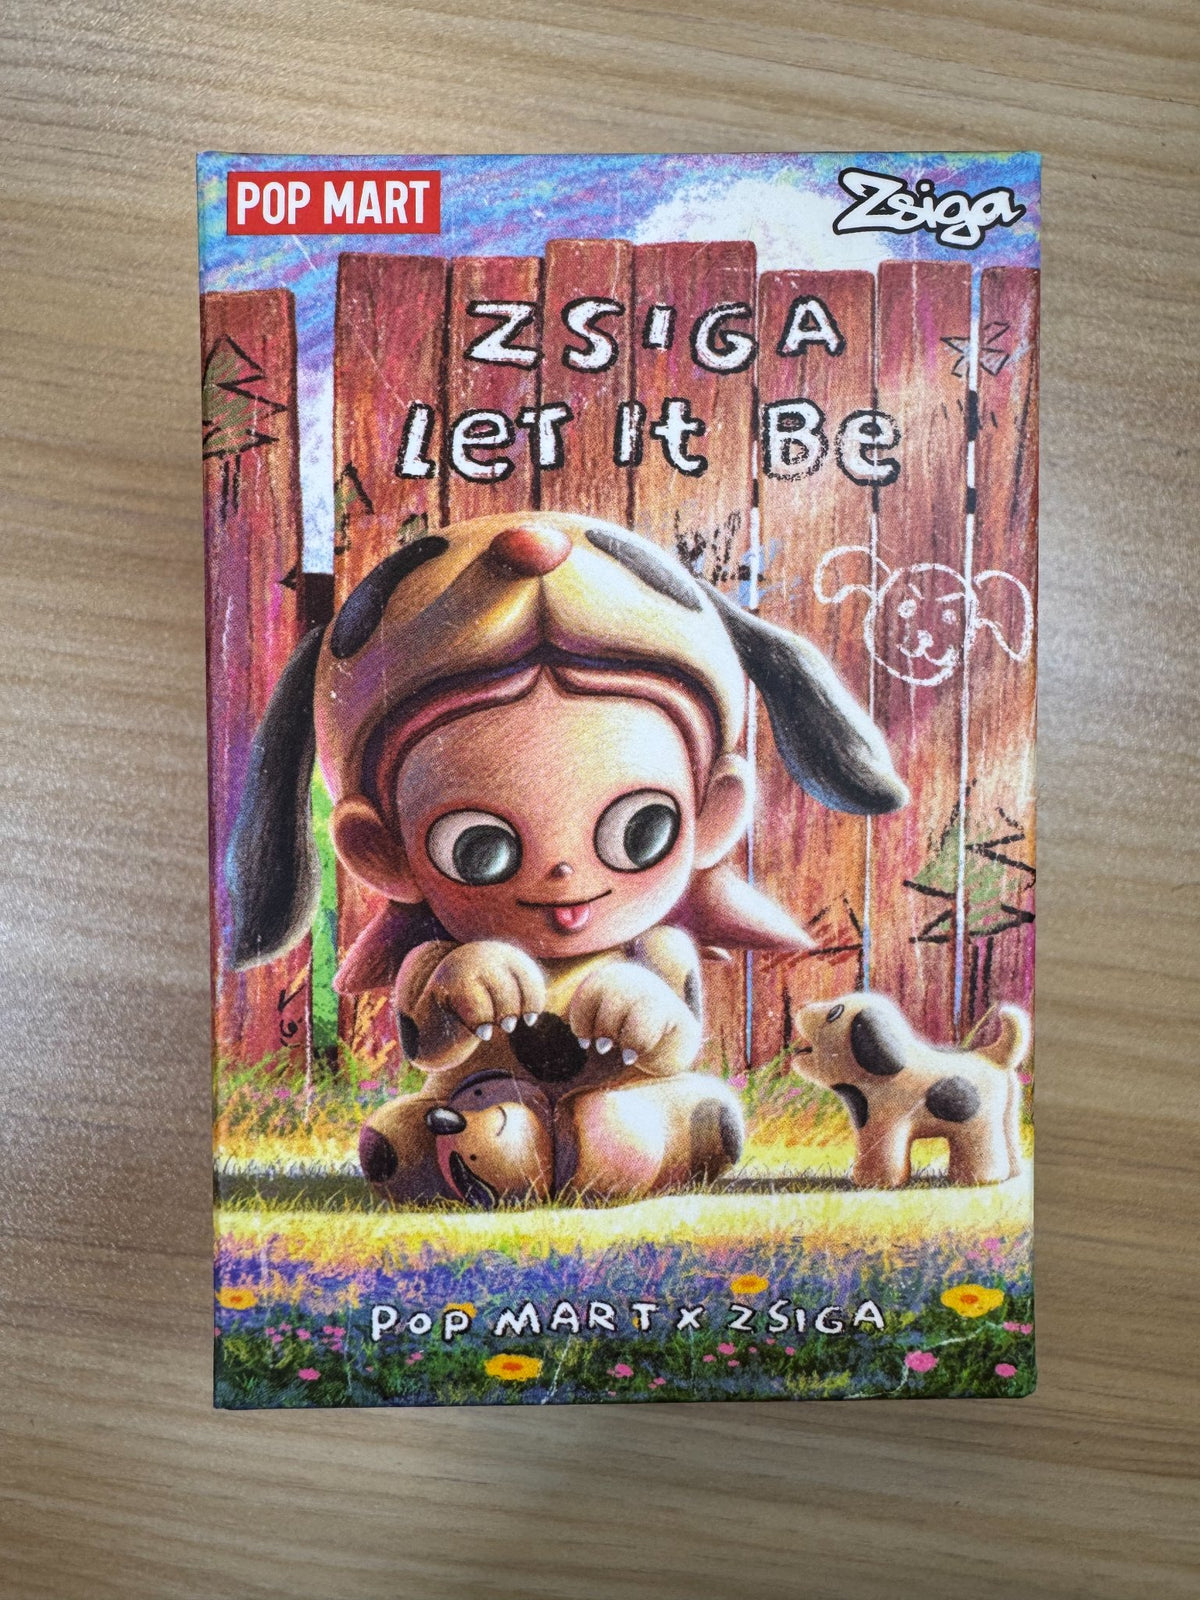 POP MART
Zsiga
ZSIGA
LeT It Be
POP MART x ZSIGA